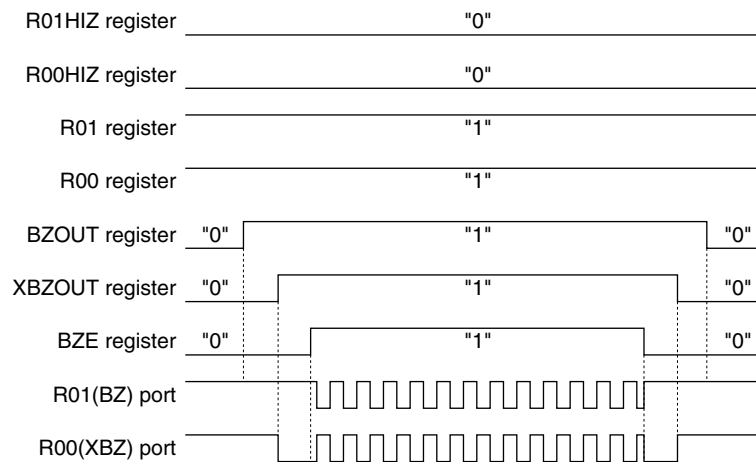 R01HIZ register "0"
R00HIZ register "0"
R01 register "1"
R00 register "1"
BZOUT register "0" "1" "0"
XBZOUT register "0" "1" "0"
BZE register "0" "1" "0"
R01(BZ) port
R00(XBZ) port